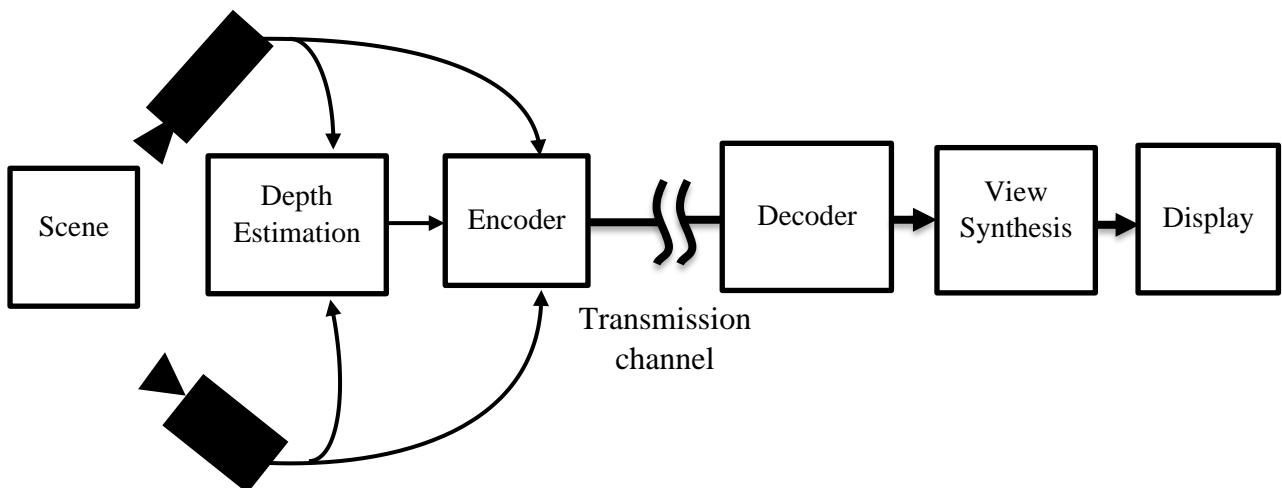 Scene
Depth
Estimation
Encoder
Transmission
channel
Decoder
View
Synthesis
Display